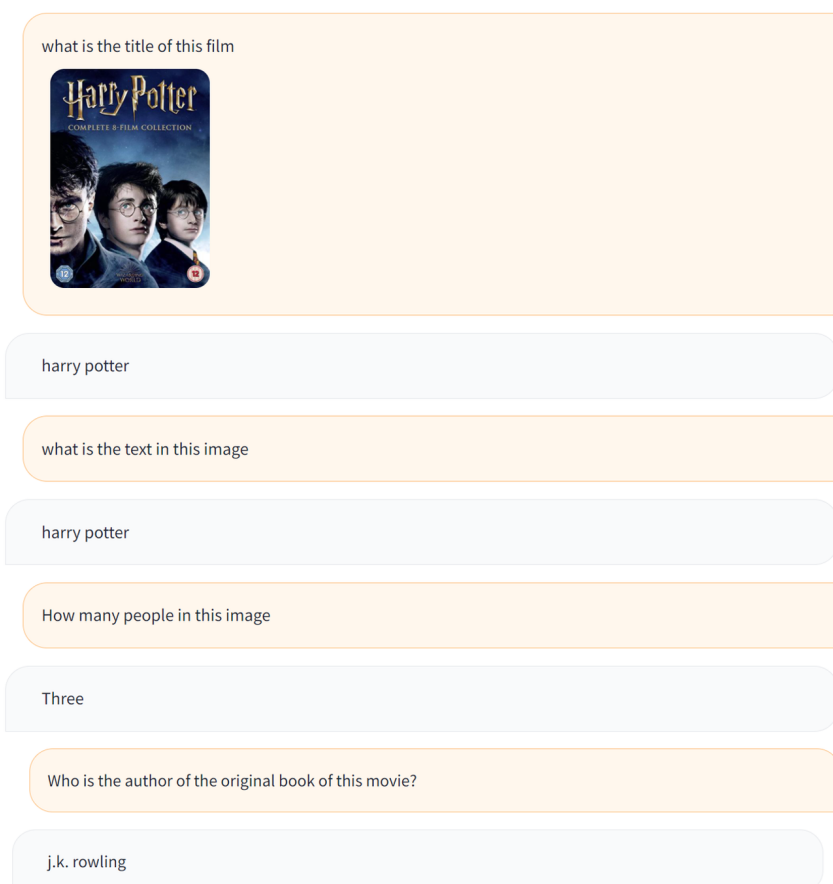 what is the title of this film
Harry Potter
COMPLETE 8-FILM COLLECTION
12
12
WORLD
harry potter
what is the text in this image
harry potter
How many people in this image
Three
Who is the author of the original book of this movie?
j.k. rowling